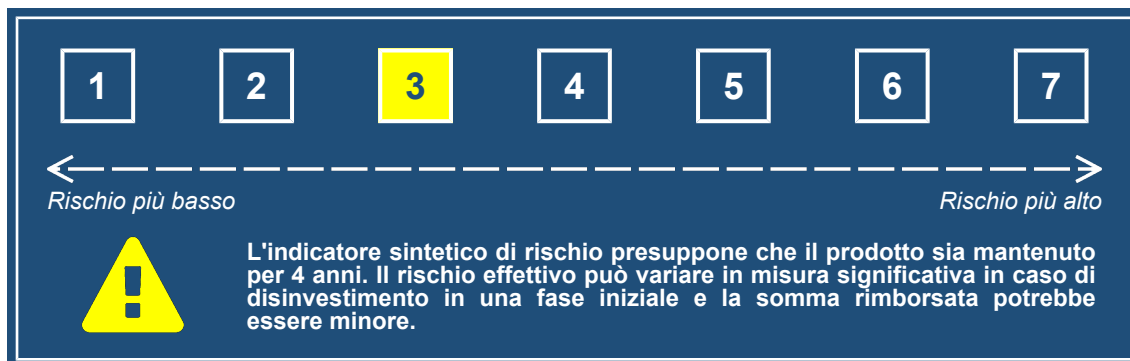 1 2 3 4 5 6 7
Rischio più basso Rischio più alto
L'indicatore sintetico di rischio presuppone che il prodotto sia mantenuto
per 4 anni. Il rischio effettivo può variare in misura significativa in caso di
disinvestimento in una fase iniziale e la somma rimborsata potrebbe
essere minore.